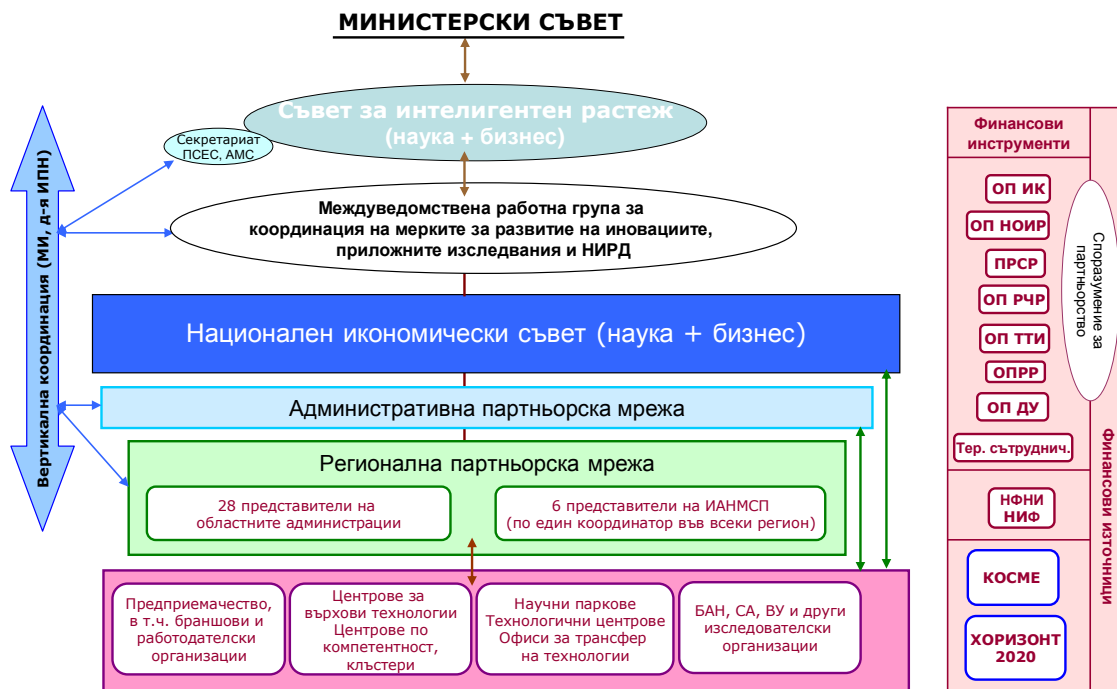 МИНИСТЕРСКИ СЪВЕТ
Съвет за интелигентен растеж
(наука + бизнес)
Секретариат
ПСЕС, АМС
Междуведомствена работна група за
координация на мерките за развитие на иновациите,
приложните изследвания и НИРД
Вертикална координация (МИ, д-я ИПН)
Национален икономически съвет (наука + бизнес)
Административна партньорска мрежа
Регионална партньорска мрежа
28 представители на
областните администрации
6 представители на ИАНМСП
(по един координатор във всеки регион)
Предприемачество,
в т.ч. браншови и
работодателски
организации
Центрове за
върхови технологии
Центрове по
компетентност,
клъстери
Научни паркове
Технологични центрове
Офиси за трансфер
на технологии
БАН, СА, ВУ и други
изследователски
организации
Финансови
инструменти
ОП ИК
ОП НОИР
ПРСР
ОП РЧР
ОП ТТИ
ОПРР
ОП ДУ
Тер. сътруднич.
Споразумение за
партньорство
НФНИ
НИФ
КОСМЕ
ХОРИЗОНТ
2020
Финансови източници